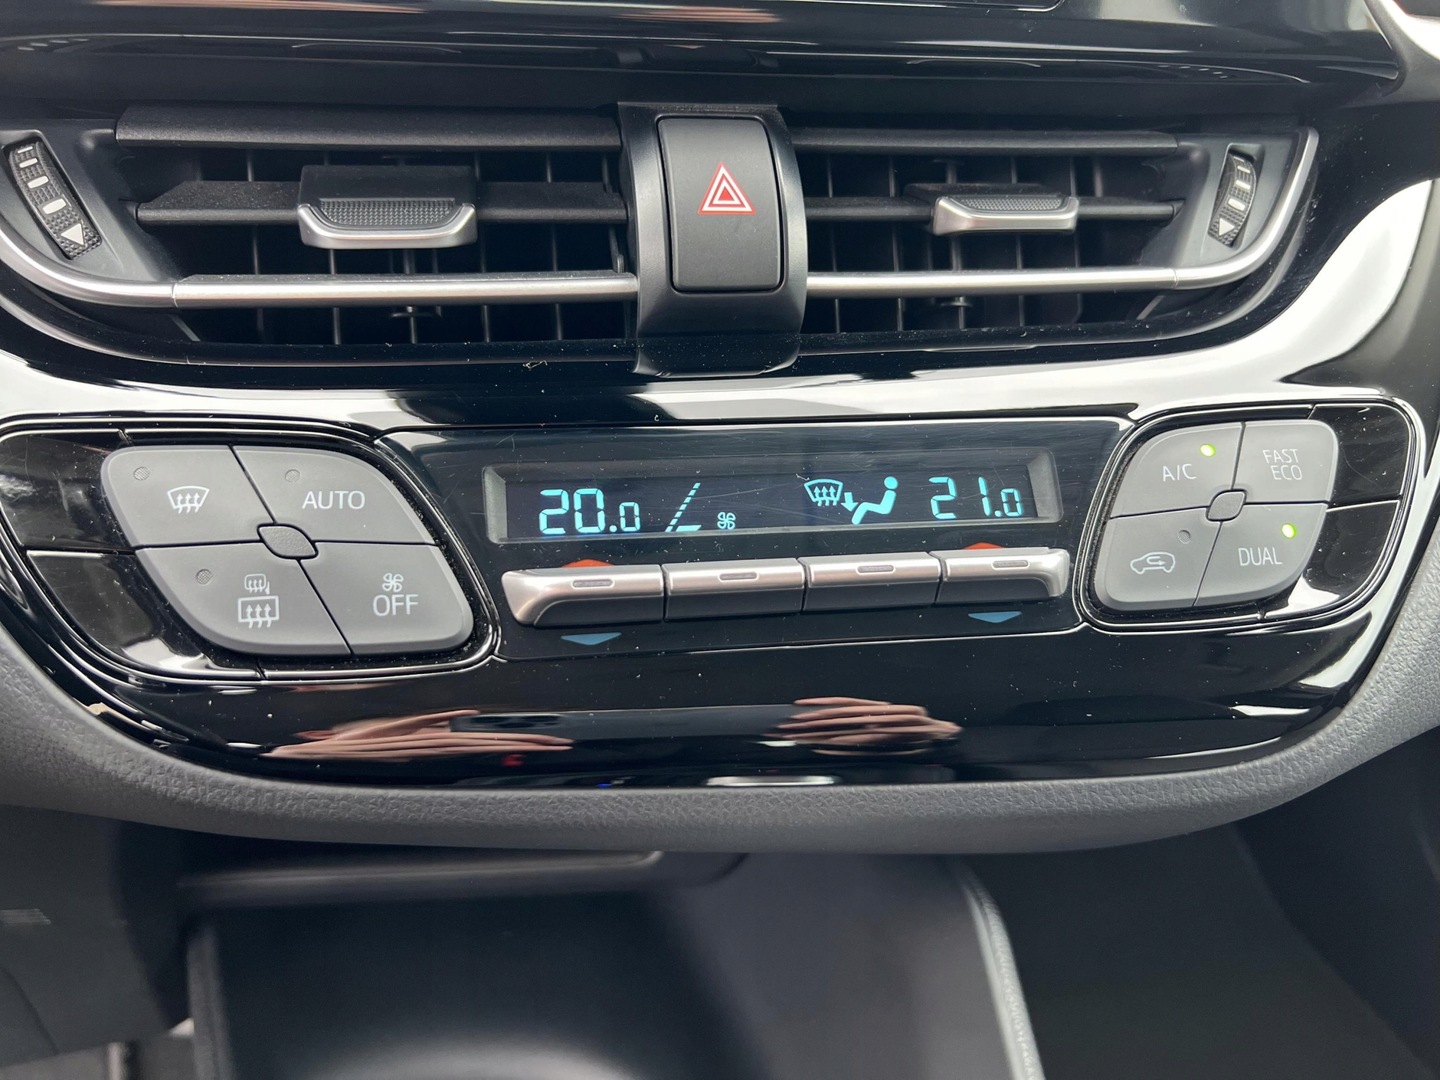 AUTO
OFF
20.0
21.0
A/C
FAST
ECO
DUAL